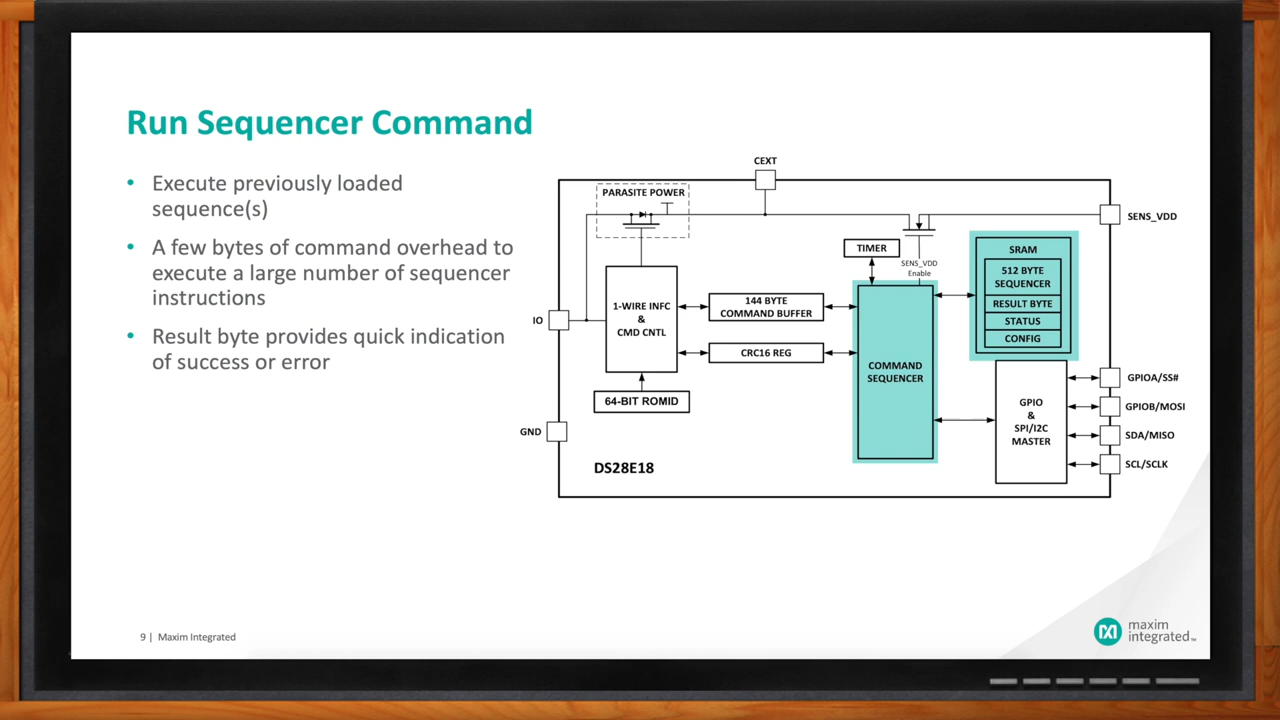 Run Sequencer Command
• Execute previously loaded
sequence(s)
• A few bytes of command overhead to
execute a large number of sequencer
instructions
• Result byte provides quick indication
of success or error
CEXT
PARASITE POWER
SENS_VDD
TIMER
SENS_VDD
Enable
SRAM
512 BYTE
SEQUENCER
RESULT BYTE
STATUS
CONFIG
1-WIRE INFC
&
CMD CNTL
144 BYTE
COMMAND BUFFER
IO
CRC16 REG
COMMAND
SEQUENCER
64-BIT ROMID
GND
GPIO
&
SPI/I2C
MASTER
GPIOA/SS#
GPIOB/MOSI
SDA/MISO
SCL/SCLK
DS28E18
9 | Maxim Integrated
maxim
integrated™